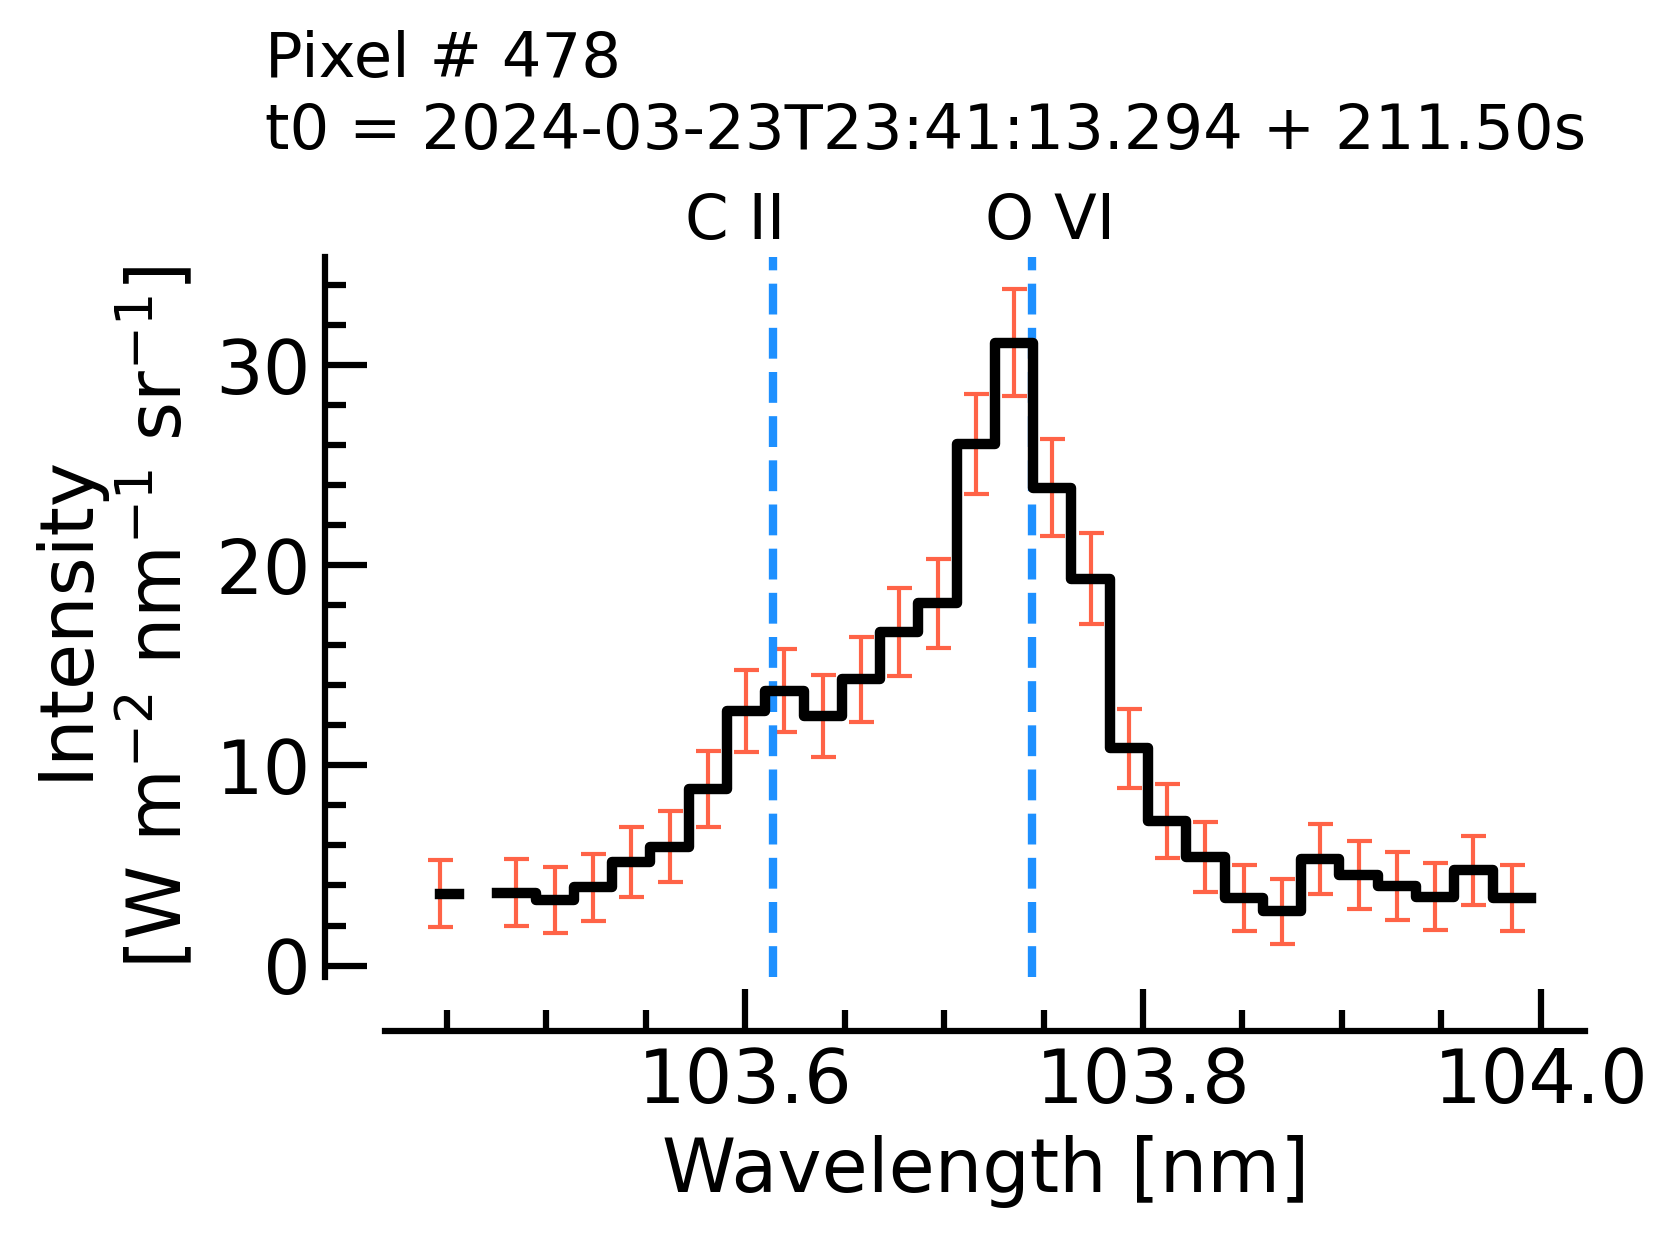 Pixel # 478
t0 = 2024-03-23T23:41:13.294 + 211.50s
C II
O VI
Intensity
[W m⁻² nm⁻¹ sr⁻¹]
30
20
10
0
103.6
103.8
104.0
Wavelength [nm]